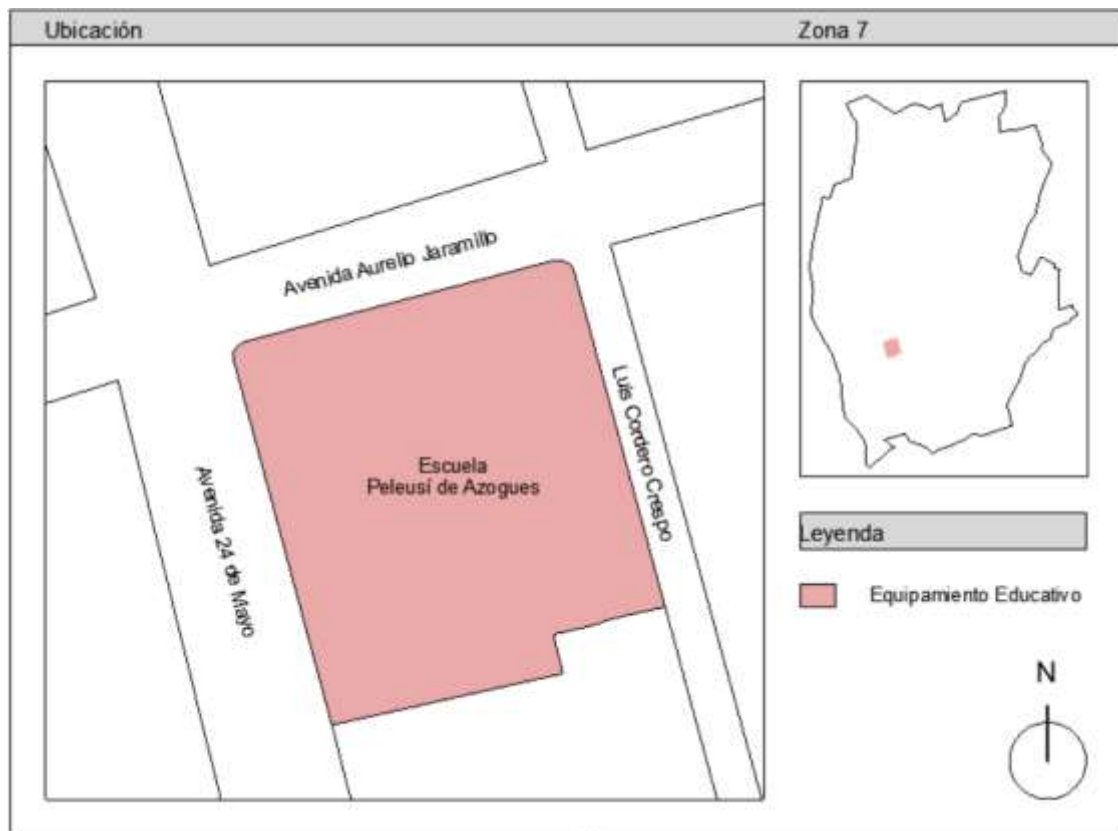 Ubicación
Zona 7
Avenida Aurelio Jaramillo
Luis Cordero Crespo
Escuela
Peleusí de Azogues
Avenida 24 de Mayo
Leyenda
Equipamiento Educativo
N